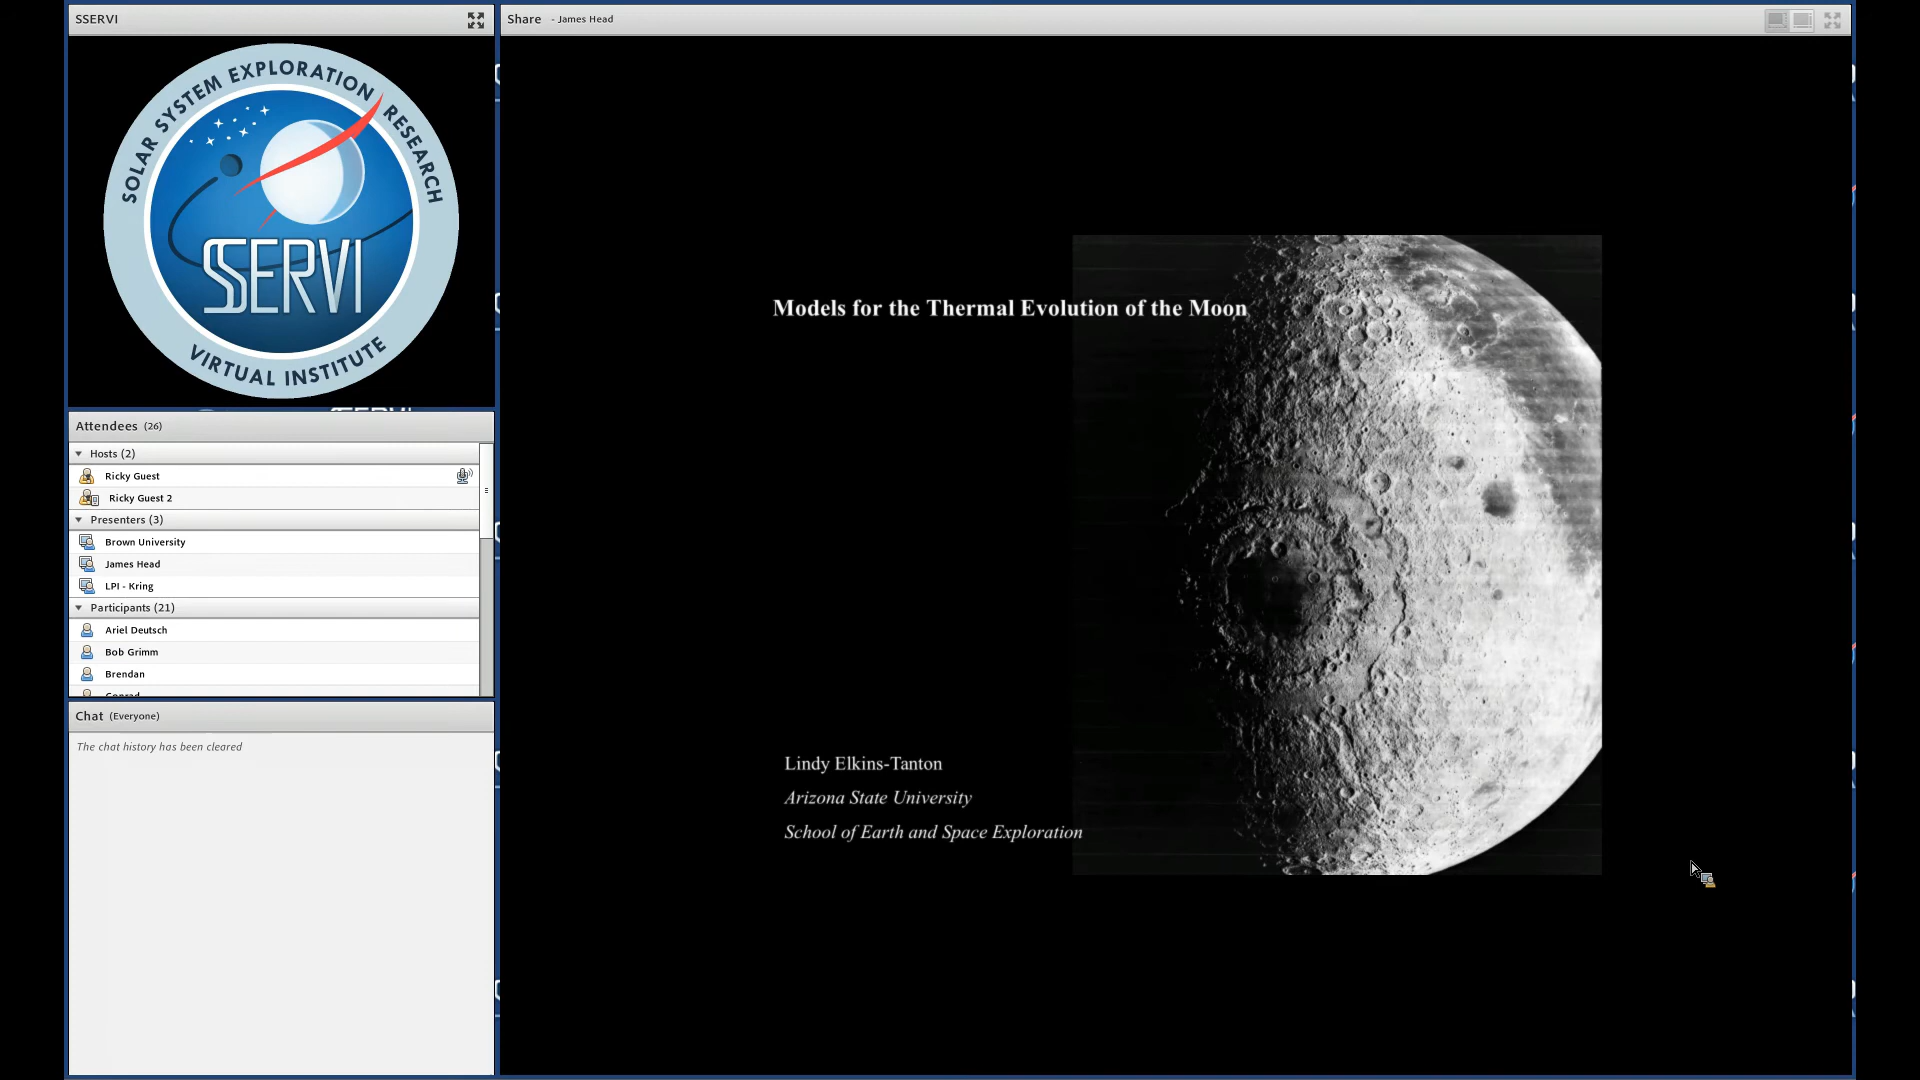 SSERVI
SOLAR SYSTEM EXPLORATION RESEARCH
SSERVI
VIRTUAL INSTITUTE
Attendees (26)
Hosts (2)
Ricky Guest
Ricky Guest 2
Presenters (3)
Brown University
James Head
LPI - Kring
Participants (21)
Ariel Deutsch
Bob Grimm
Brendan
Chat (Everyone)
The chat history has been cleared
Share - James Head
Models for the Thermal Evolution of the Moon
Lindy Elkins-Tanton
Arizona State University
School of Earth and Space Exploration